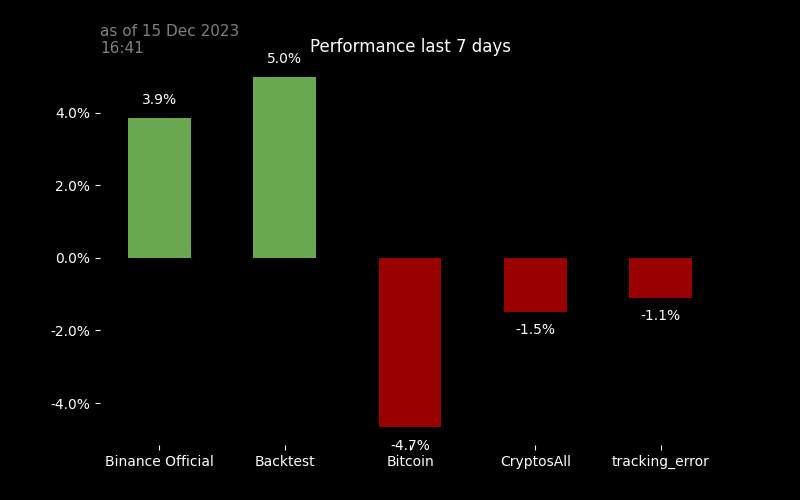 as of 15 Dec 2023
16:41
Performance last 7 days
5.0%
3.9%
4.0%
2.0%
0.0%
-2.0%
-1.5%
-1.1%
-4.0%
-4.7%
Binance Official
Backtest
Bitcoin
CryptosAll
tracking_error